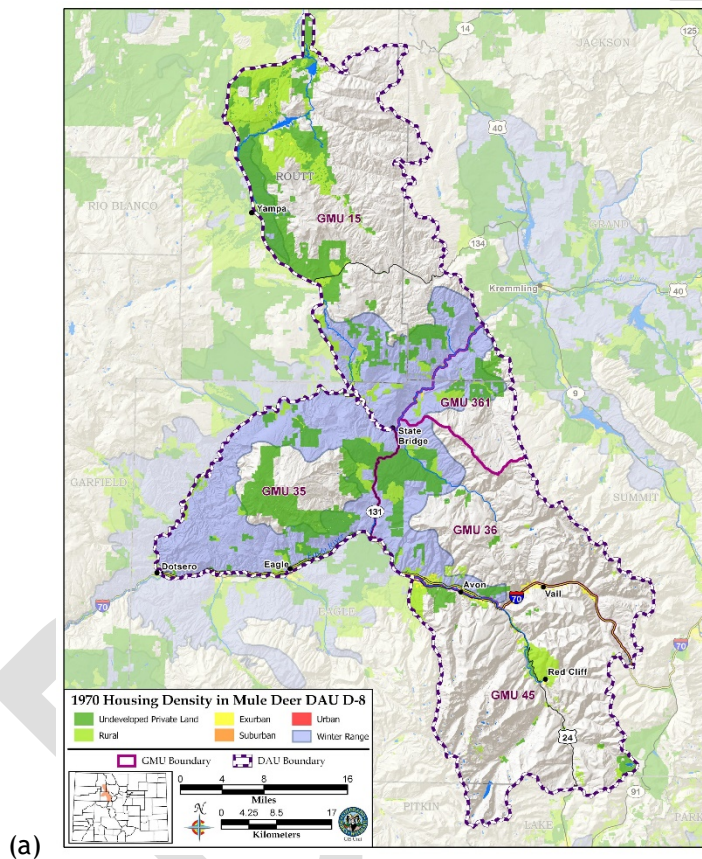 14
JACKSON
125
40
ROUTT
RIO BLANCO
Yampa
GMU 15
GRAND
134
Kremmling
40
9
GMU 361
State
Bridge
GARFIELD
GMU 35
SUMMIT
131
GMU 36
Dotsero
Eagle
Avon
70
Vail
70
EAGLE
70
Red Cliff
GMU 45
24
91
PITKIN
LAKE
PARK
1970 Housing Density in Mule Deer DAU D-8
Undeveloped Private Land
Exurban
Urban
Rural
Suburban
Winter Range
GMU Boundary
DAU Boundary
0 4 8 16
Miles
N
0 4.25 8.5 17
Kilometers
(a)